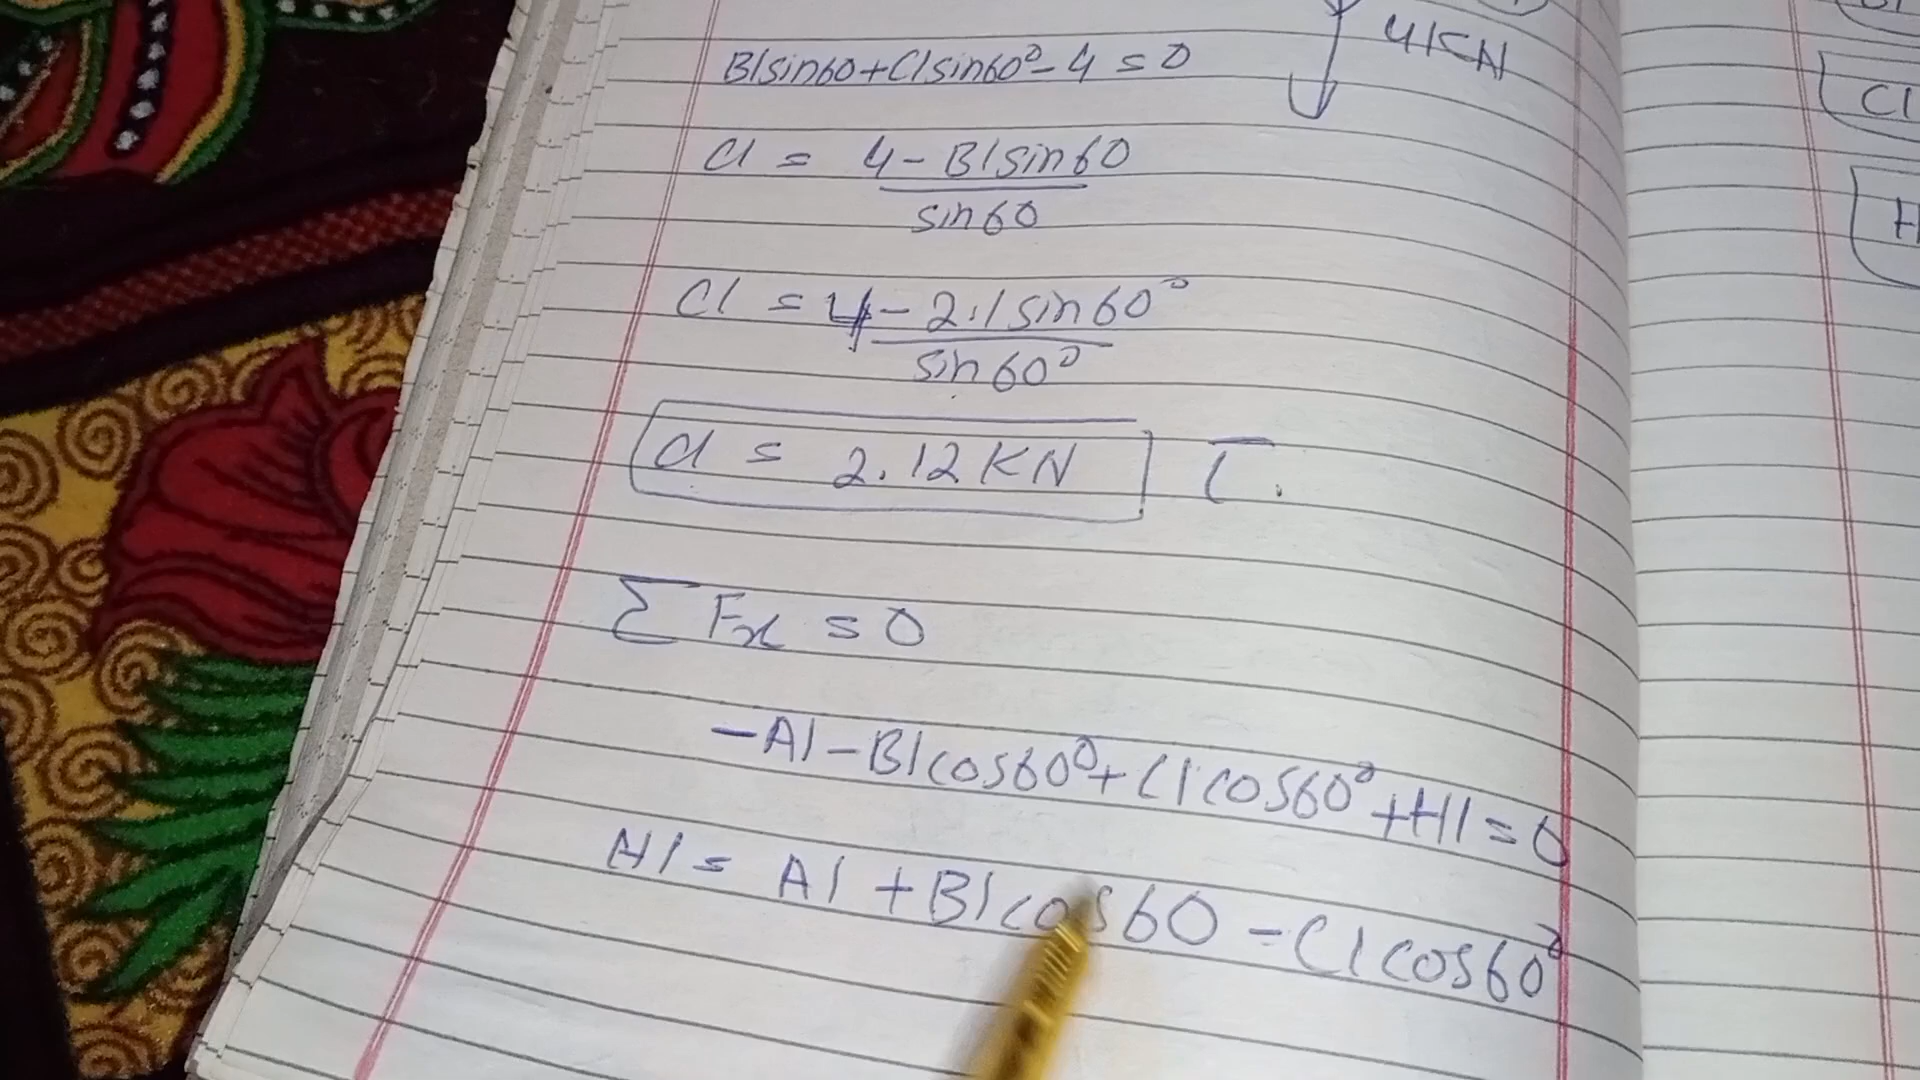 4KN
B1sin60+C1sin60°-4=0
C1 = 4-B1sin60
sin60
C1 = 4-2.1sin60°
sin60°
C1 = 2.12KN T.
ΣFx = 0
-A1-B1cos60°+C1cos60°+H1=0
H1= A1+B1cos60-C1cos60°
C1
H